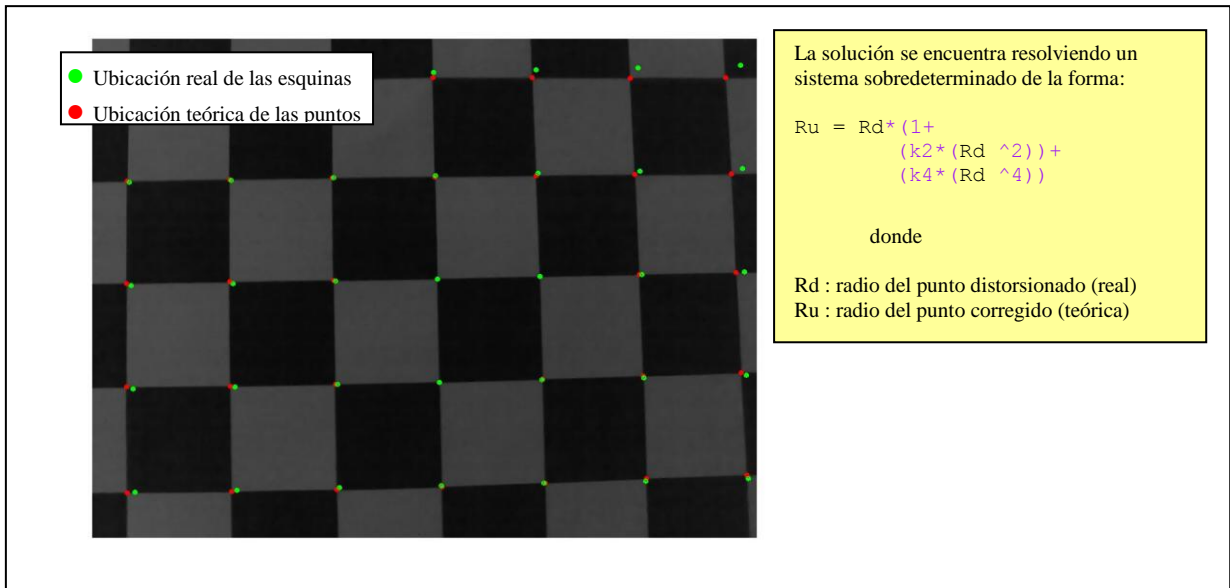 Ubicación real de las esquinas
Ubicación teórica de las puntos
La solución se encuentra resolviendo un
sistema sobredeterminado de la forma:
Ru = Rd*(1+
(k2*(Rd ^2))+
(k4*(Rd ^4))
donde
Rd : radio del punto distorsionado (real)
Ru : radio del punto corregido (teórica)